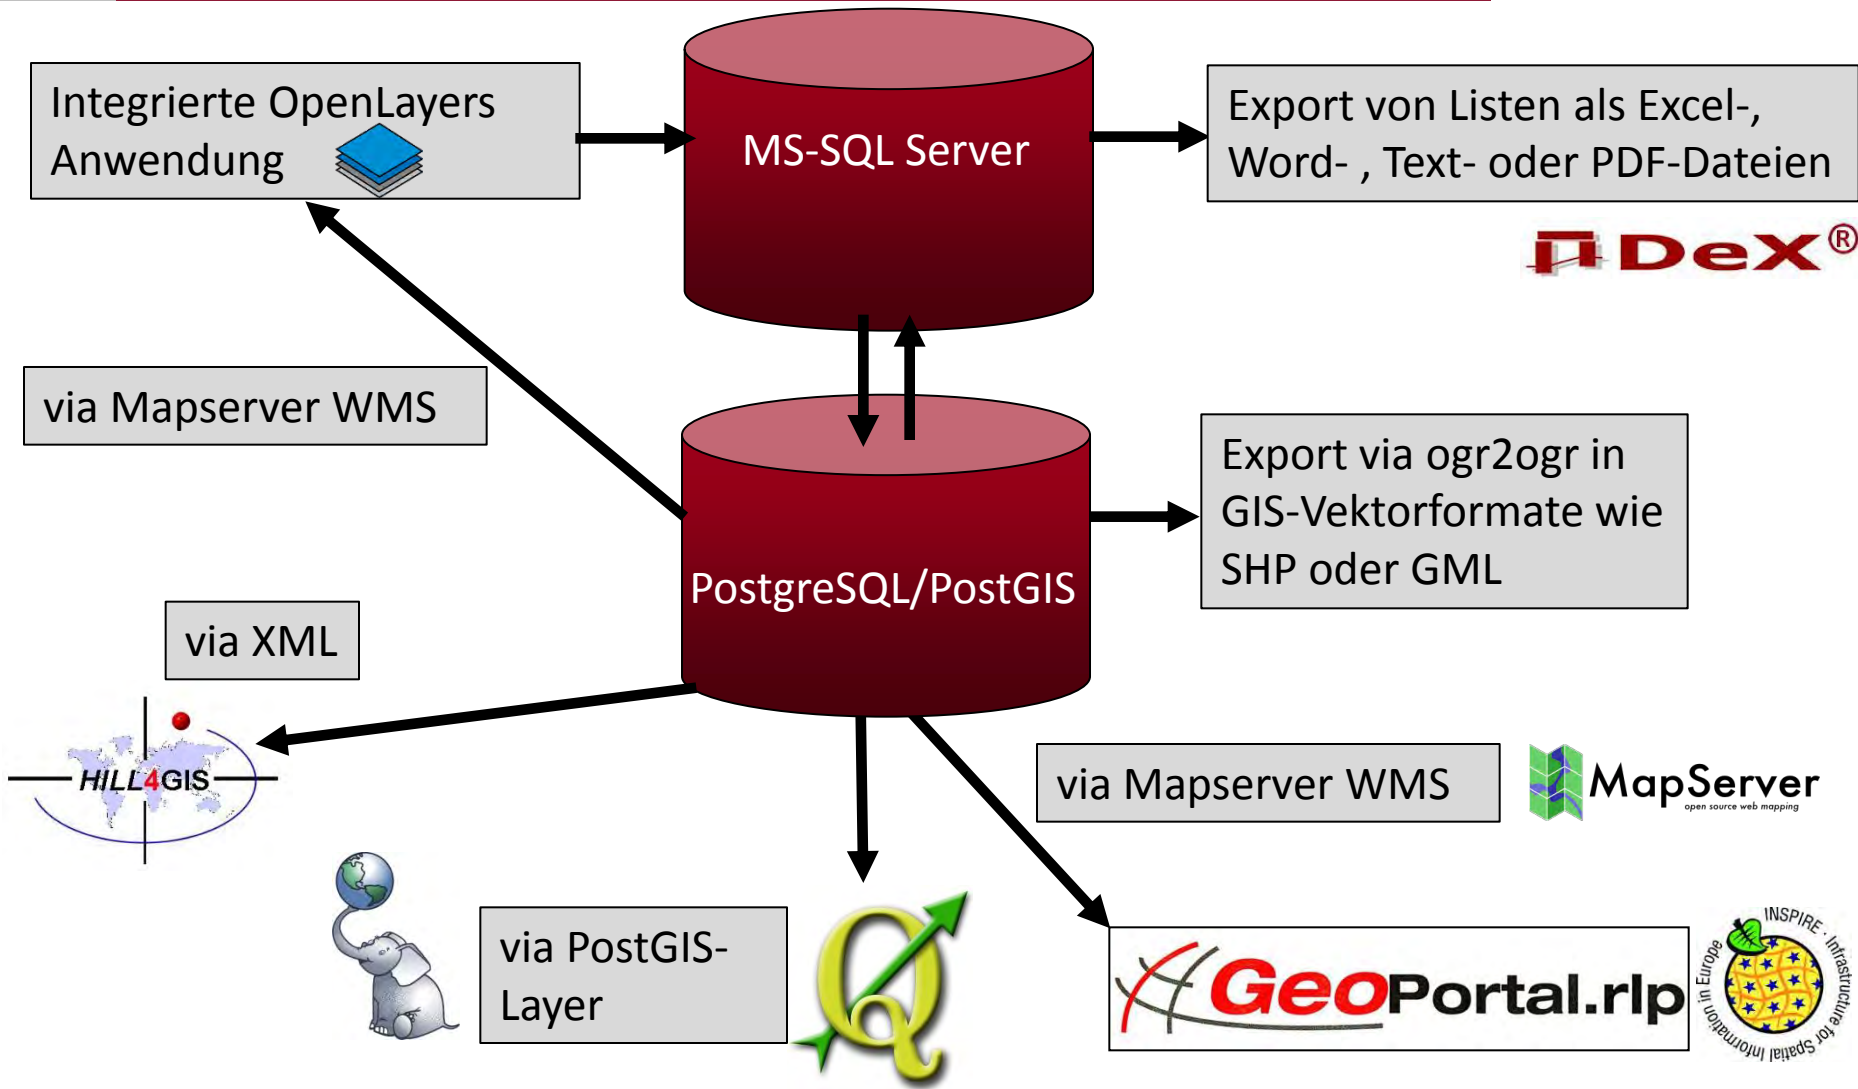 Integrierte OpenLayers
Anwendung
MS-SQL Server
Export von Listen als Excel-,
Word- , Text- oder PDF-Dateien
DeX®
via Mapserver WMS
Export via ogr2ogr in
GIS-Vektorformate wie
SHP oder GML
PostgreSQL/PostGIS
via XML
HILL4GIS
via Mapserver WMS
MapServer
open source web mapping
via PostGIS-
Layer
GeoPortal.rlp
INSPIRE · Infrastructure for Spatial Information in Europe